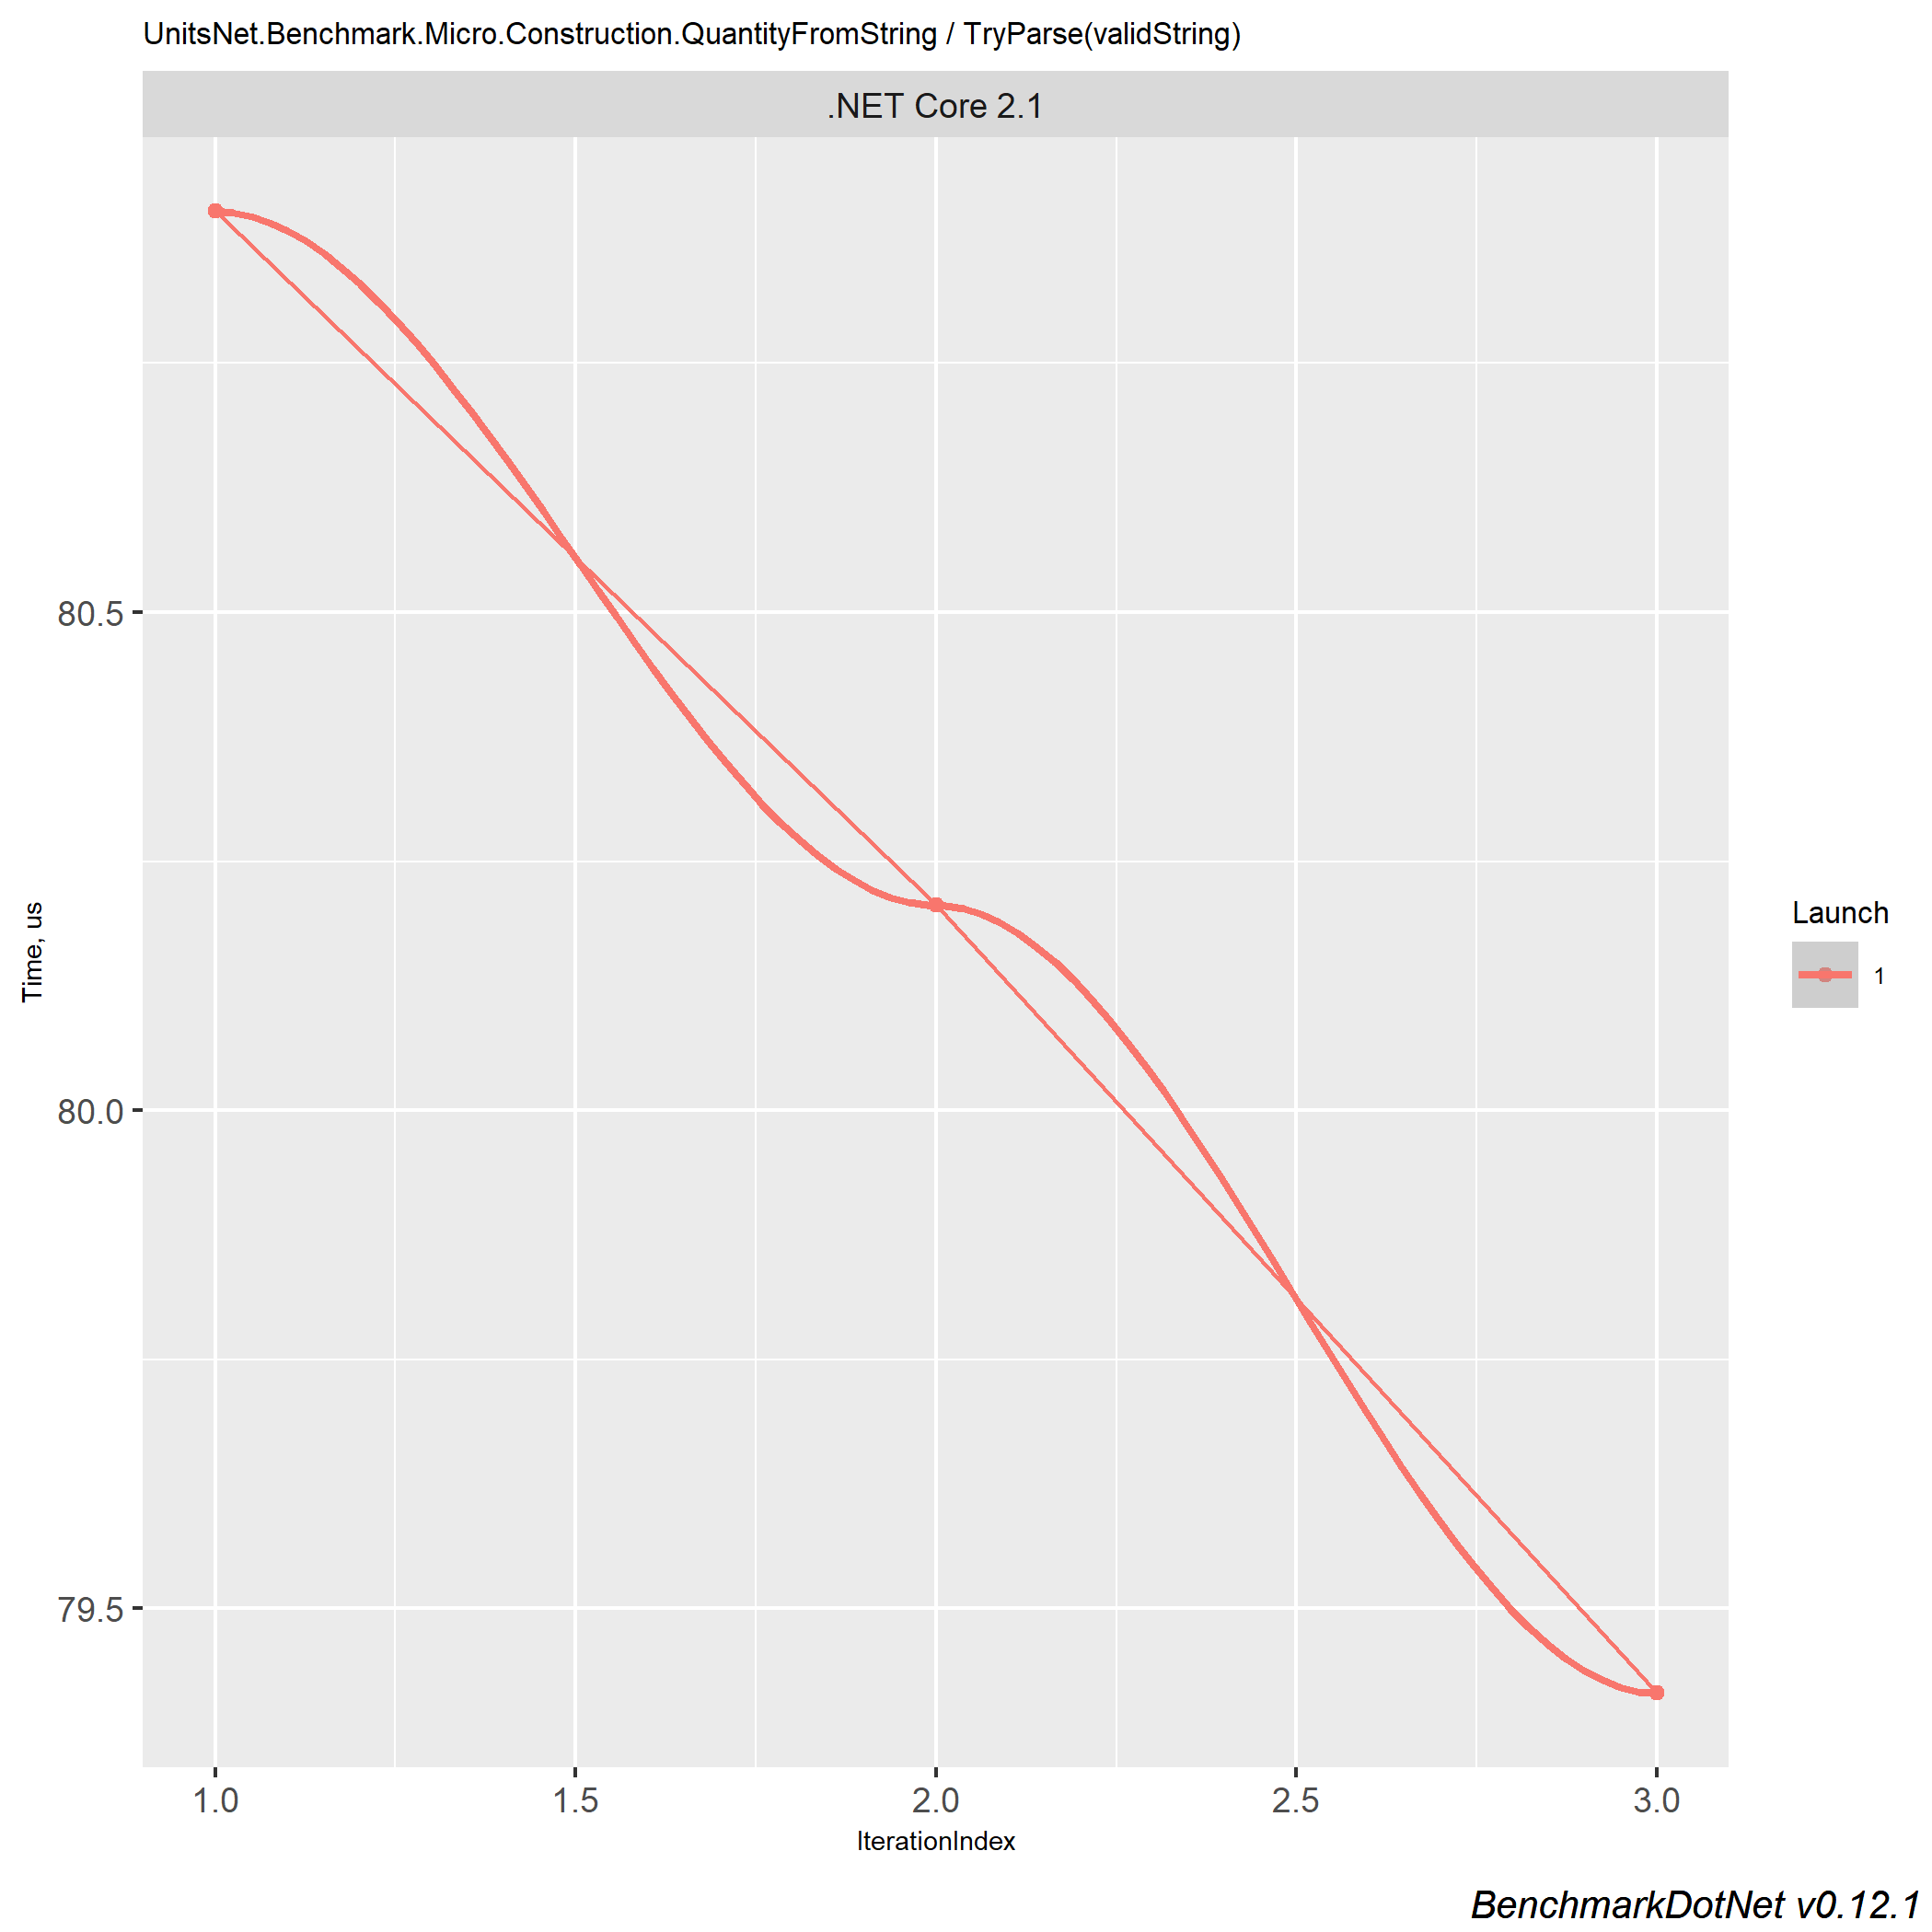 UnitsNet.Benchmark.Micro.Construction.QuantityFromString / TryParse(validString)
.NET Core 2.1
80.5
80.0
79.5
Time, us
1.0 1.5 2.0 2.5 3.0
IterationIndex
Launch
1
BenchmarkDotNet v0.12.1